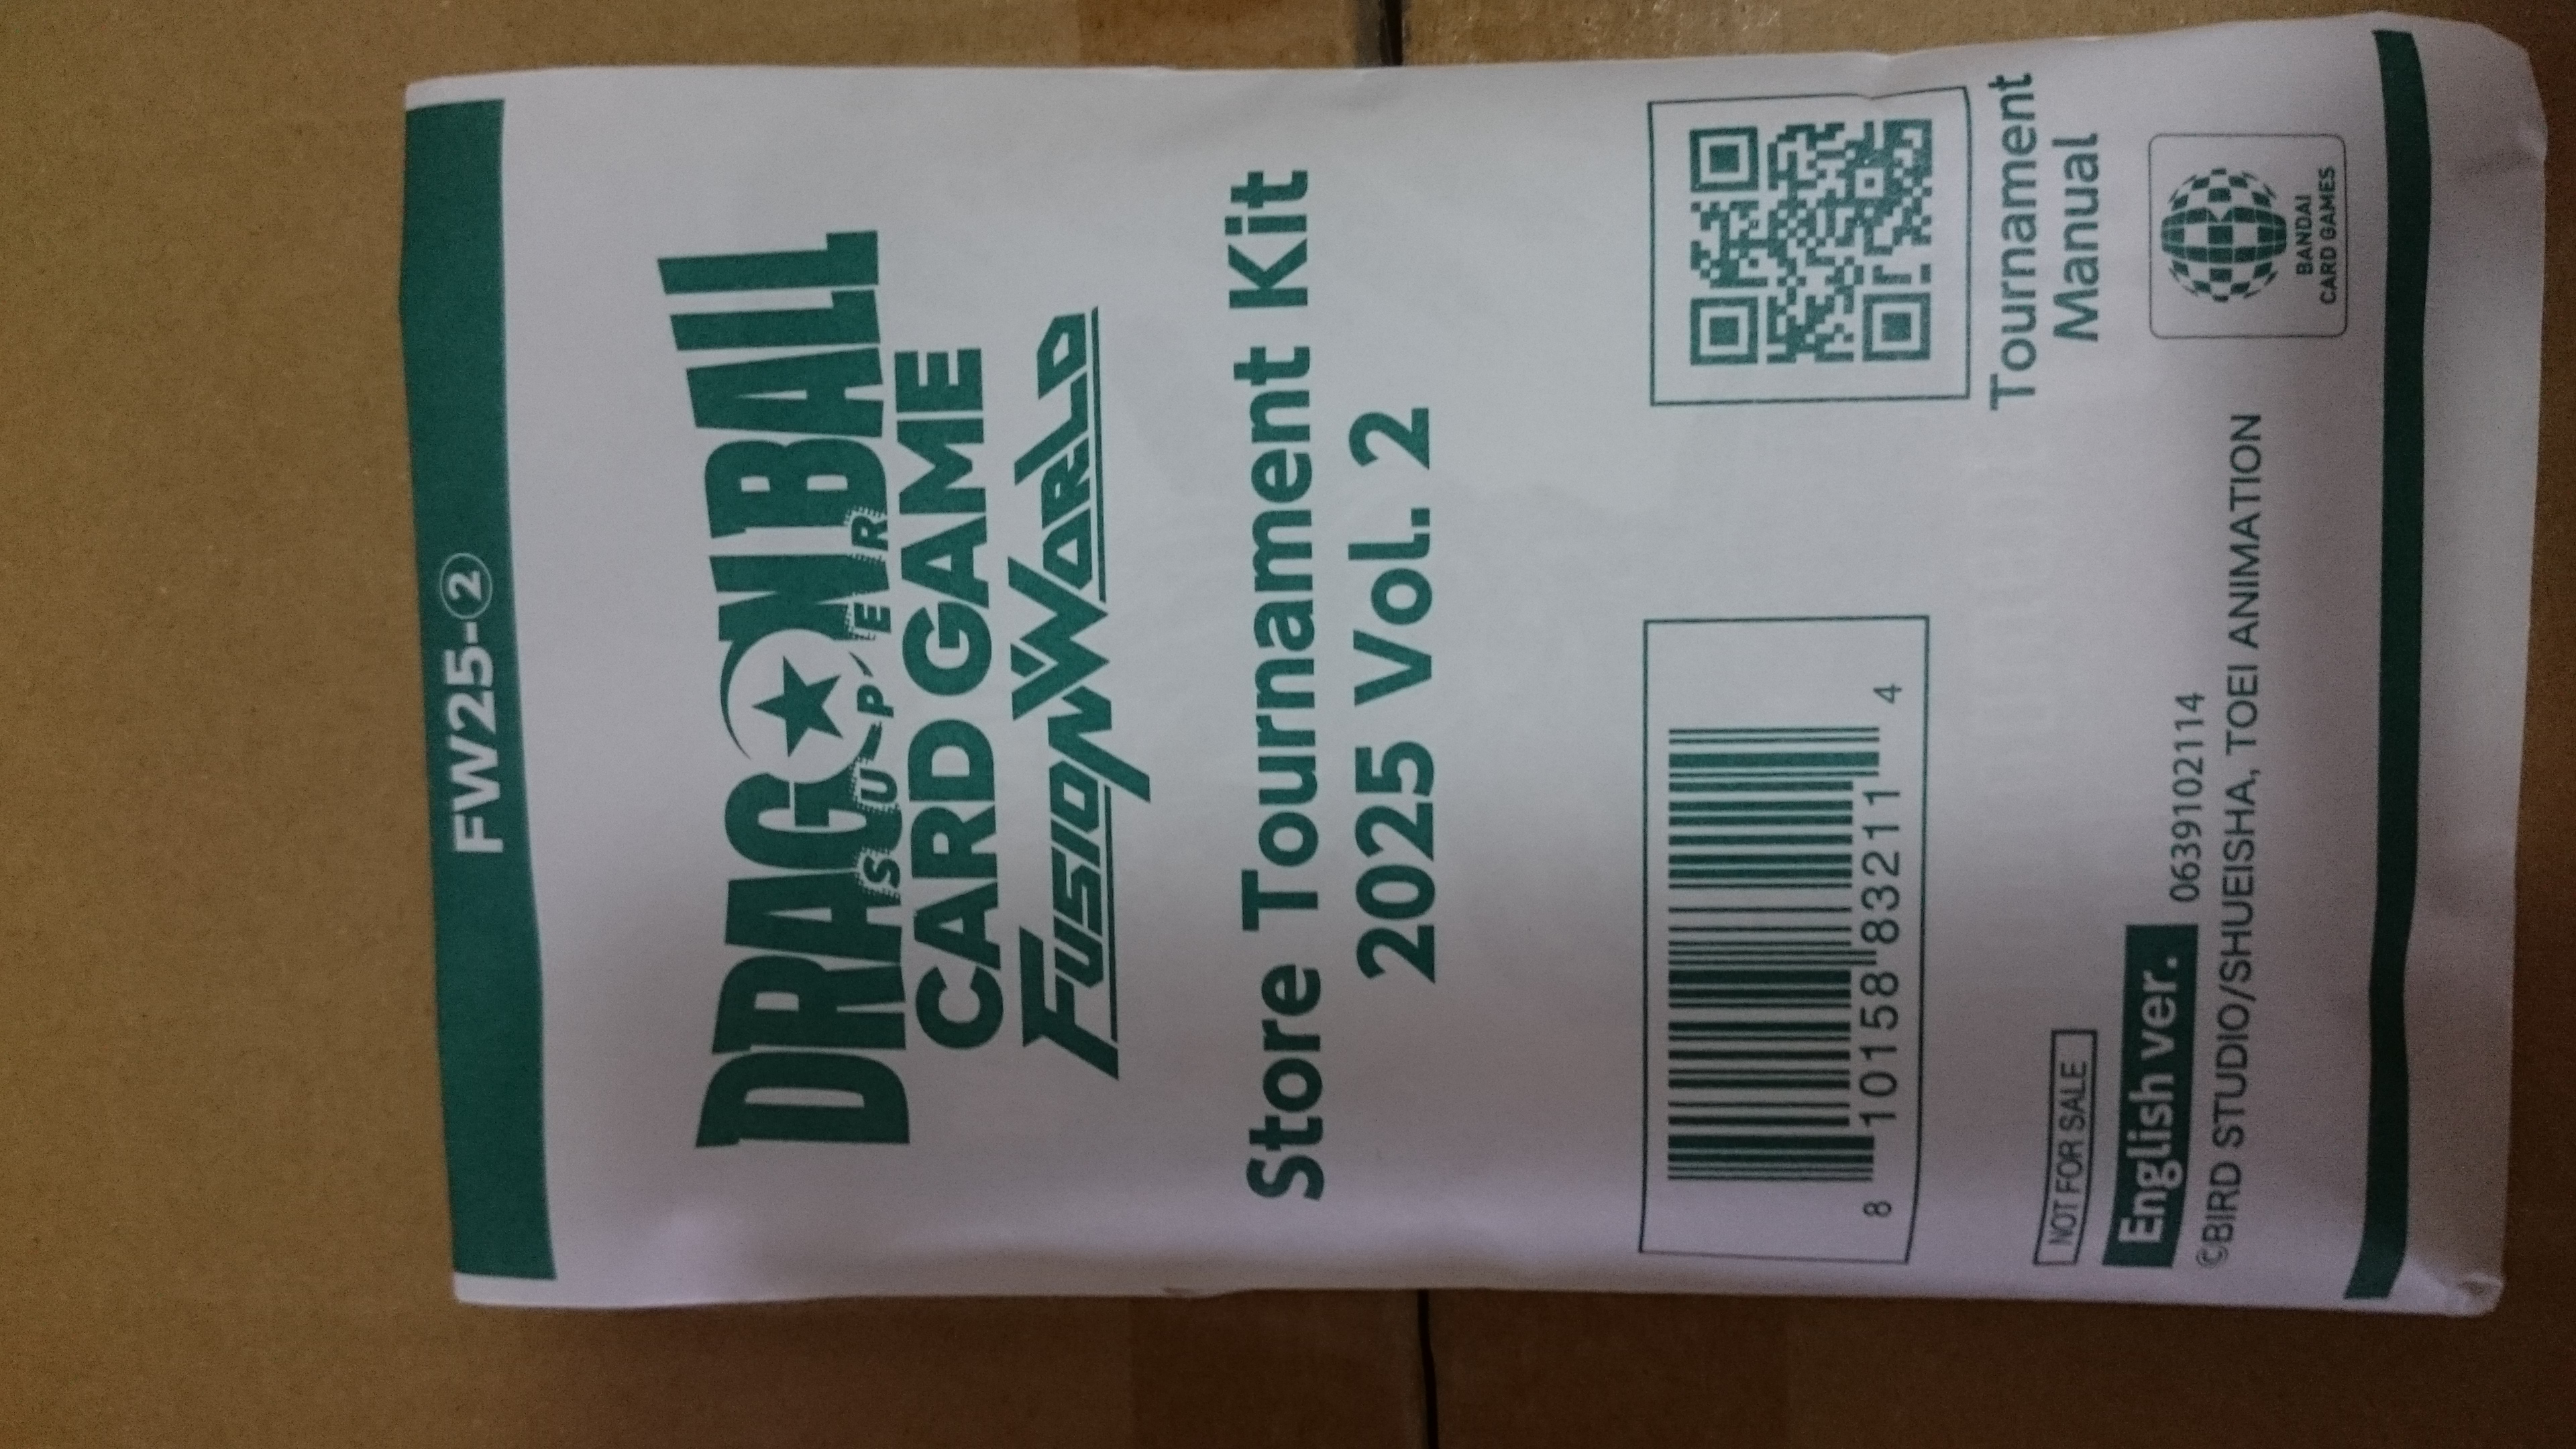 FW25-②
DRAGON BALL
SUPER
CARD GAME
FUSION WORLD
Store Tournament Kit
2025 Vol. 2
8 10158 83211 4
Tournament
Manual
NOT FOR SALE
English ver. 0639102114
©BIRD STUDIO/SHUEISHA, TOEI ANIMATION
BANDAI
CARD GAMES